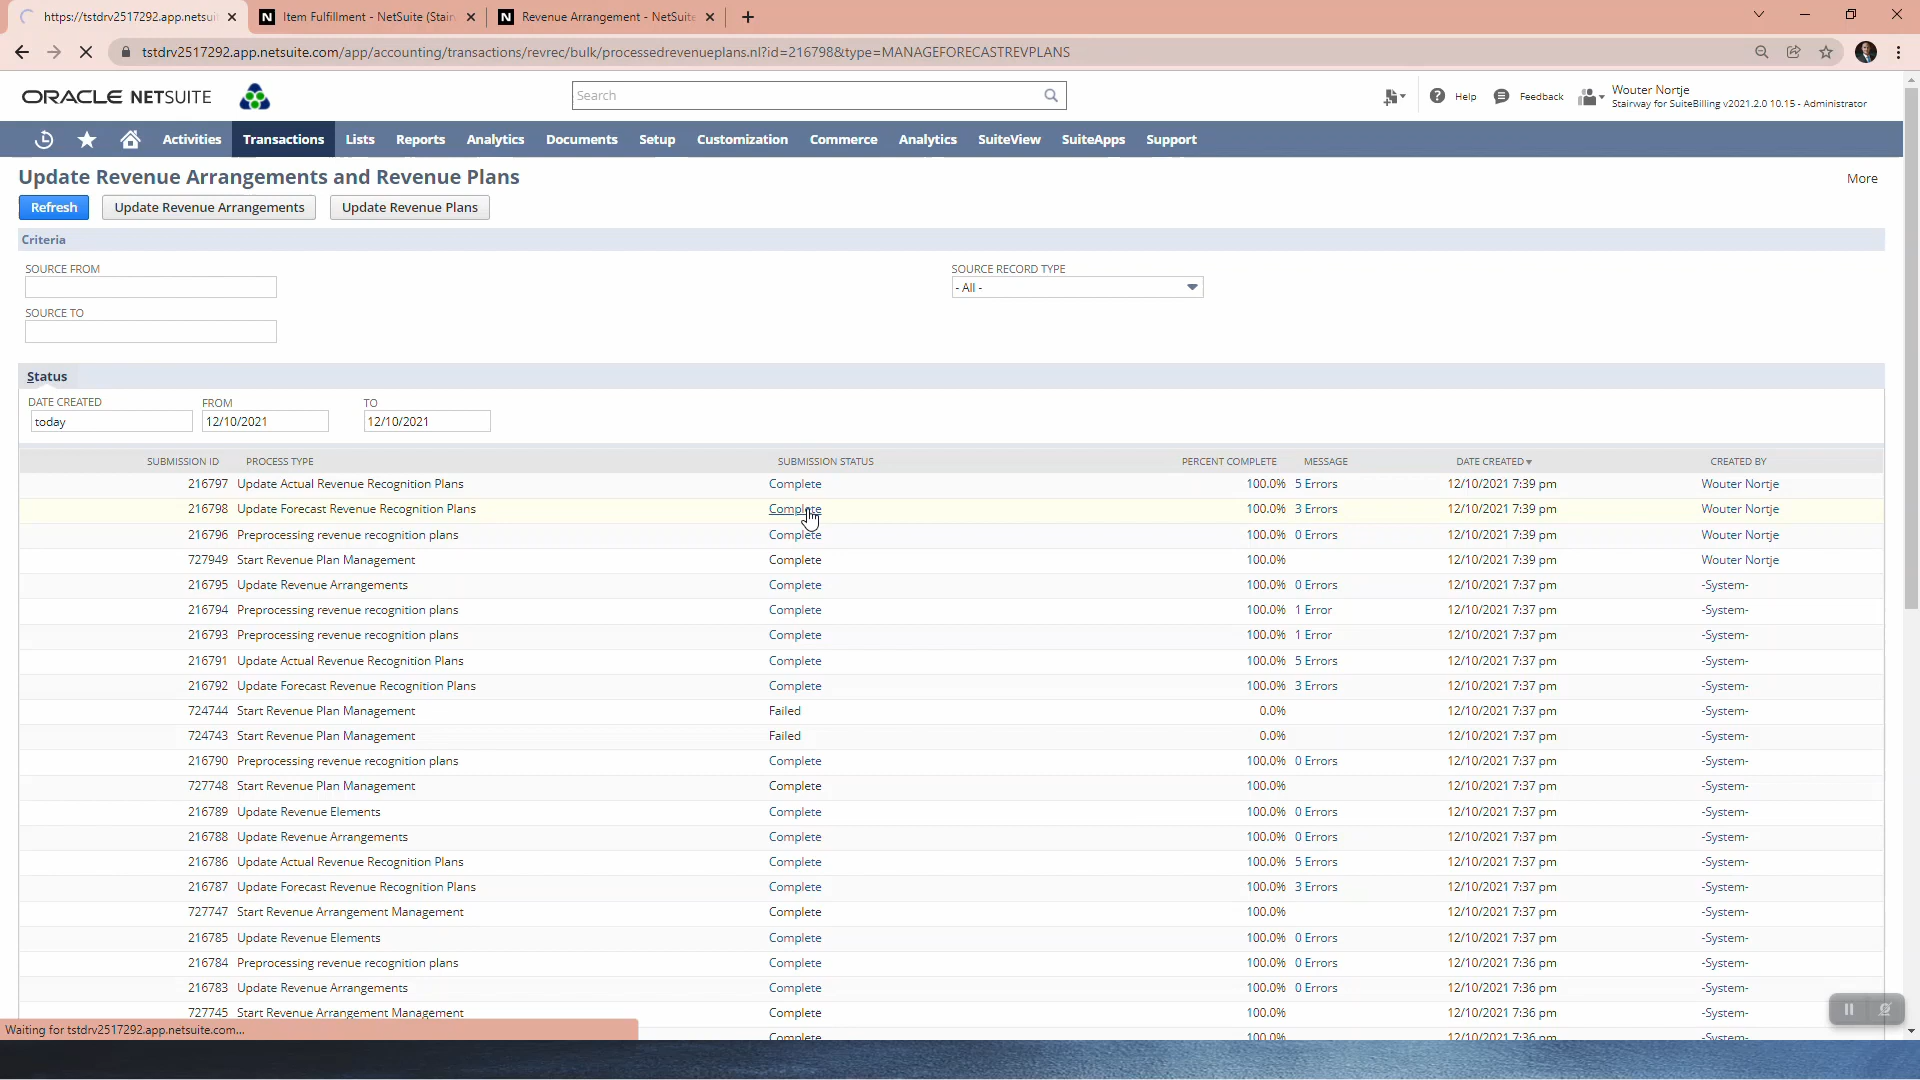 https://tstdrv2517292.app.netsui
Item Fulfillment - NetSuite (Stair
Revenue Arrangement - NetSuite
tstdrv2517292.app.netsuite.com/app/accounting/transactions/revrec/bulk/processedrevenueplans.nl?id=216798&type=MANAGEFORECASTREVPLANS
ORACLE NETSUITE
Search
Help
Feedback
Wouter Nortje
Stairway for SuiteBilling v2021.2.0 10.15 - Administrator
Activities Transactions Lists Reports Analytics Documents Setup Customization Commerce Analytics SuiteView SuiteApps Support
Update Revenue Arrangements and Revenue Plans
More
Refresh Update Revenue Arrangements Update Revenue Plans
Criteria
SOURCE FROM
SOURCE RECORD TYPE
- All -
SOURCE TO
Status
DATE CREATED FROM TO
today 12/10/2021 12/10/2021
SUBMISSION ID PROCESS TYPE SUBMISSION STATUS PERCENT COMPLETE MESSAGE DATE CREATED CREATED BY
216797 Update Actual Revenue Recognition Plans Complete 100.0% 5 Errors 12/10/2021 7:39 pm Wouter Nortje
216798 Update Forecast Revenue Recognition Plans Complete 100.0% 3 Errors 12/10/2021 7:39 pm Wouter Nortje
216796 Preprocessing revenue recognition plans Complete 100.0% 0 Errors 12/10/2021 7:39 pm Wouter Nortje
727949 Start Revenue Plan Management Complete 100.0% 12/10/2021 7:39 pm Wouter Nortje
216795 Update Revenue Arrangements Complete 100.0% 0 Errors 12/10/2021 7:37 pm -System-
216794 Preprocessing revenue recognition plans Complete 100.0% 1 Error 12/10/2021 7:37 pm -System-
216793 Preprocessing revenue recognition plans Complete 100.0% 1 Error 12/10/2021 7:37 pm -System-
216791 Update Actual Revenue Recognition Plans Complete 100.0% 5 Errors 12/10/2021 7:37 pm -System-
216792 Update Forecast Revenue Recognition Plans Complete 100.0% 3 Errors 12/10/2021 7:37 pm -System-
724744 Start Revenue Plan Management Failed 0.0% 12/10/2021 7:37 pm -System-
724743 Start Revenue Plan Management Failed 0.0% 12/10/2021 7:37 pm -System-
216790 Preprocessing revenue recognition plans Complete 100.0% 0 Errors 12/10/2021 7:37 pm -System-
727748 Start Revenue Plan Management Complete 100.0% 12/10/2021 7:37 pm -System-
216789 Update Revenue Elements Complete 100.0% 0 Errors 12/10/2021 7:37 pm -System-
216788 Update Revenue Arrangements Complete 100.0% 0 Errors 12/10/2021 7:37 pm -System-
216786 Update Actual Revenue Recognition Plans Complete 100.0% 5 Errors 12/10/2021 7:37 pm -System-
216787 Update Forecast Revenue Recognition Plans Complete 100.0% 3 Errors 12/10/2021 7:37 pm -System-
727747 Start Revenue Arrangement Management Complete 100.0% 12/10/2021 7:37 pm -System-
216785 Update Revenue Elements Complete 100.0% 0 Errors 12/10/2021 7:37 pm -System-
216784 Preprocessing revenue recognition plans Complete 100.0% 0 Errors 12/10/2021 7:36 pm -System-
216783 Update Revenue Arrangements Complete 100.0% 0 Errors 12/10/2021 7:36 pm -System-
727745 Start Revenue Arrangement Management Complete 100.0% 12/10/2021 7:36 pm -System-
Waiting for tstdrv2517292.app.netsuite.com...
Complete 100.0% 12/10/2021 7:36 pm -System-